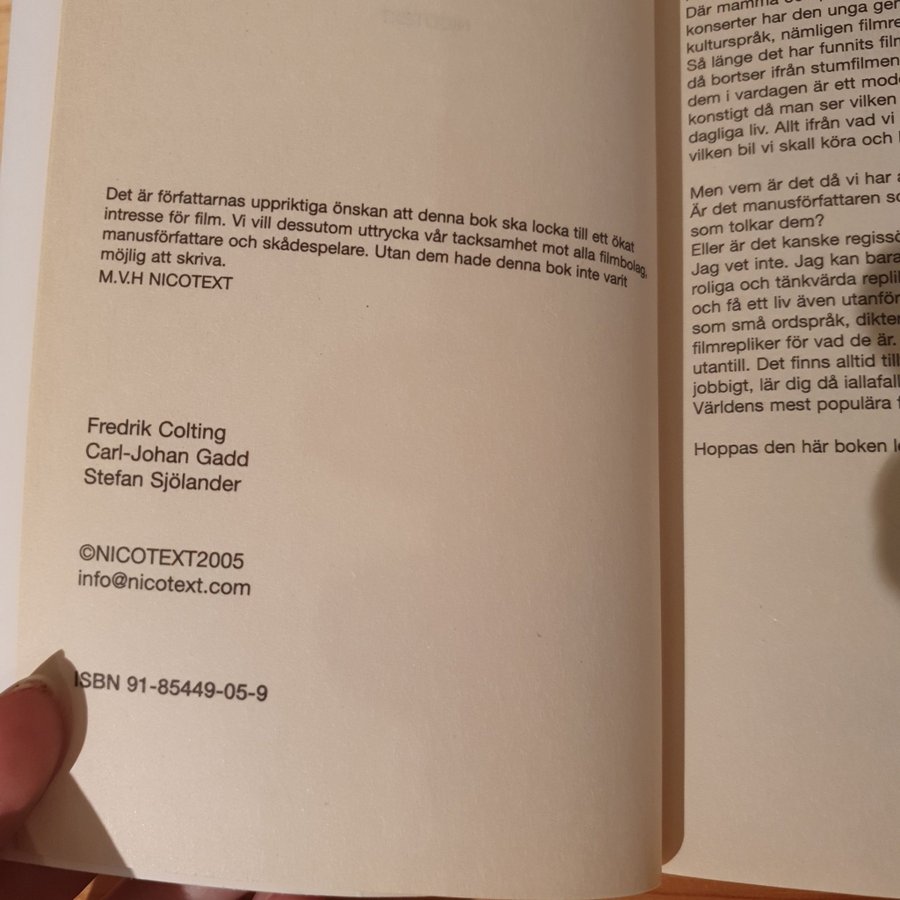 NICOTEXT
Det är författarnas uppriktiga önskan att denna bok ska locka till ett ökat
intresse för film. Vi vill dessutom uttrycka vår tacksamhet mot alla filmbolag,
manusförfattare och skådespelare. Utan dem hade denna bok inte varit
möjlig att skriva.
M.V.H NICOTEXT
Fredrik Colting
Carl-Johan Gadd
Stefan Sjölander
©NICOTEXT2005
info@nicotext.com
ISBN 91-85449-05-9
Där mamma
konserter har den unga
kulturspråk, nämligen
Så länge det har funnits
då bortser ifrån stumfilmen
dem i vardagen är ett
konstigt då man ser vilken
dagliga liv. Allt ifrån vad vi
vilken bil vi skall köra och
Men vem är det då vi har
Är det manusförfattaren
som tolkar dem?
Eller är det kanske
Jag vet inte. Jag kan bara
roliga och tänkvärda
och få ett liv även utanför
som små ordspråk, dikter
filmrepliker för vad de är.
utantill. Det finns alltid
jobbigt, lär dig då iallafall
Världens mest populära
Hoppas den här boken